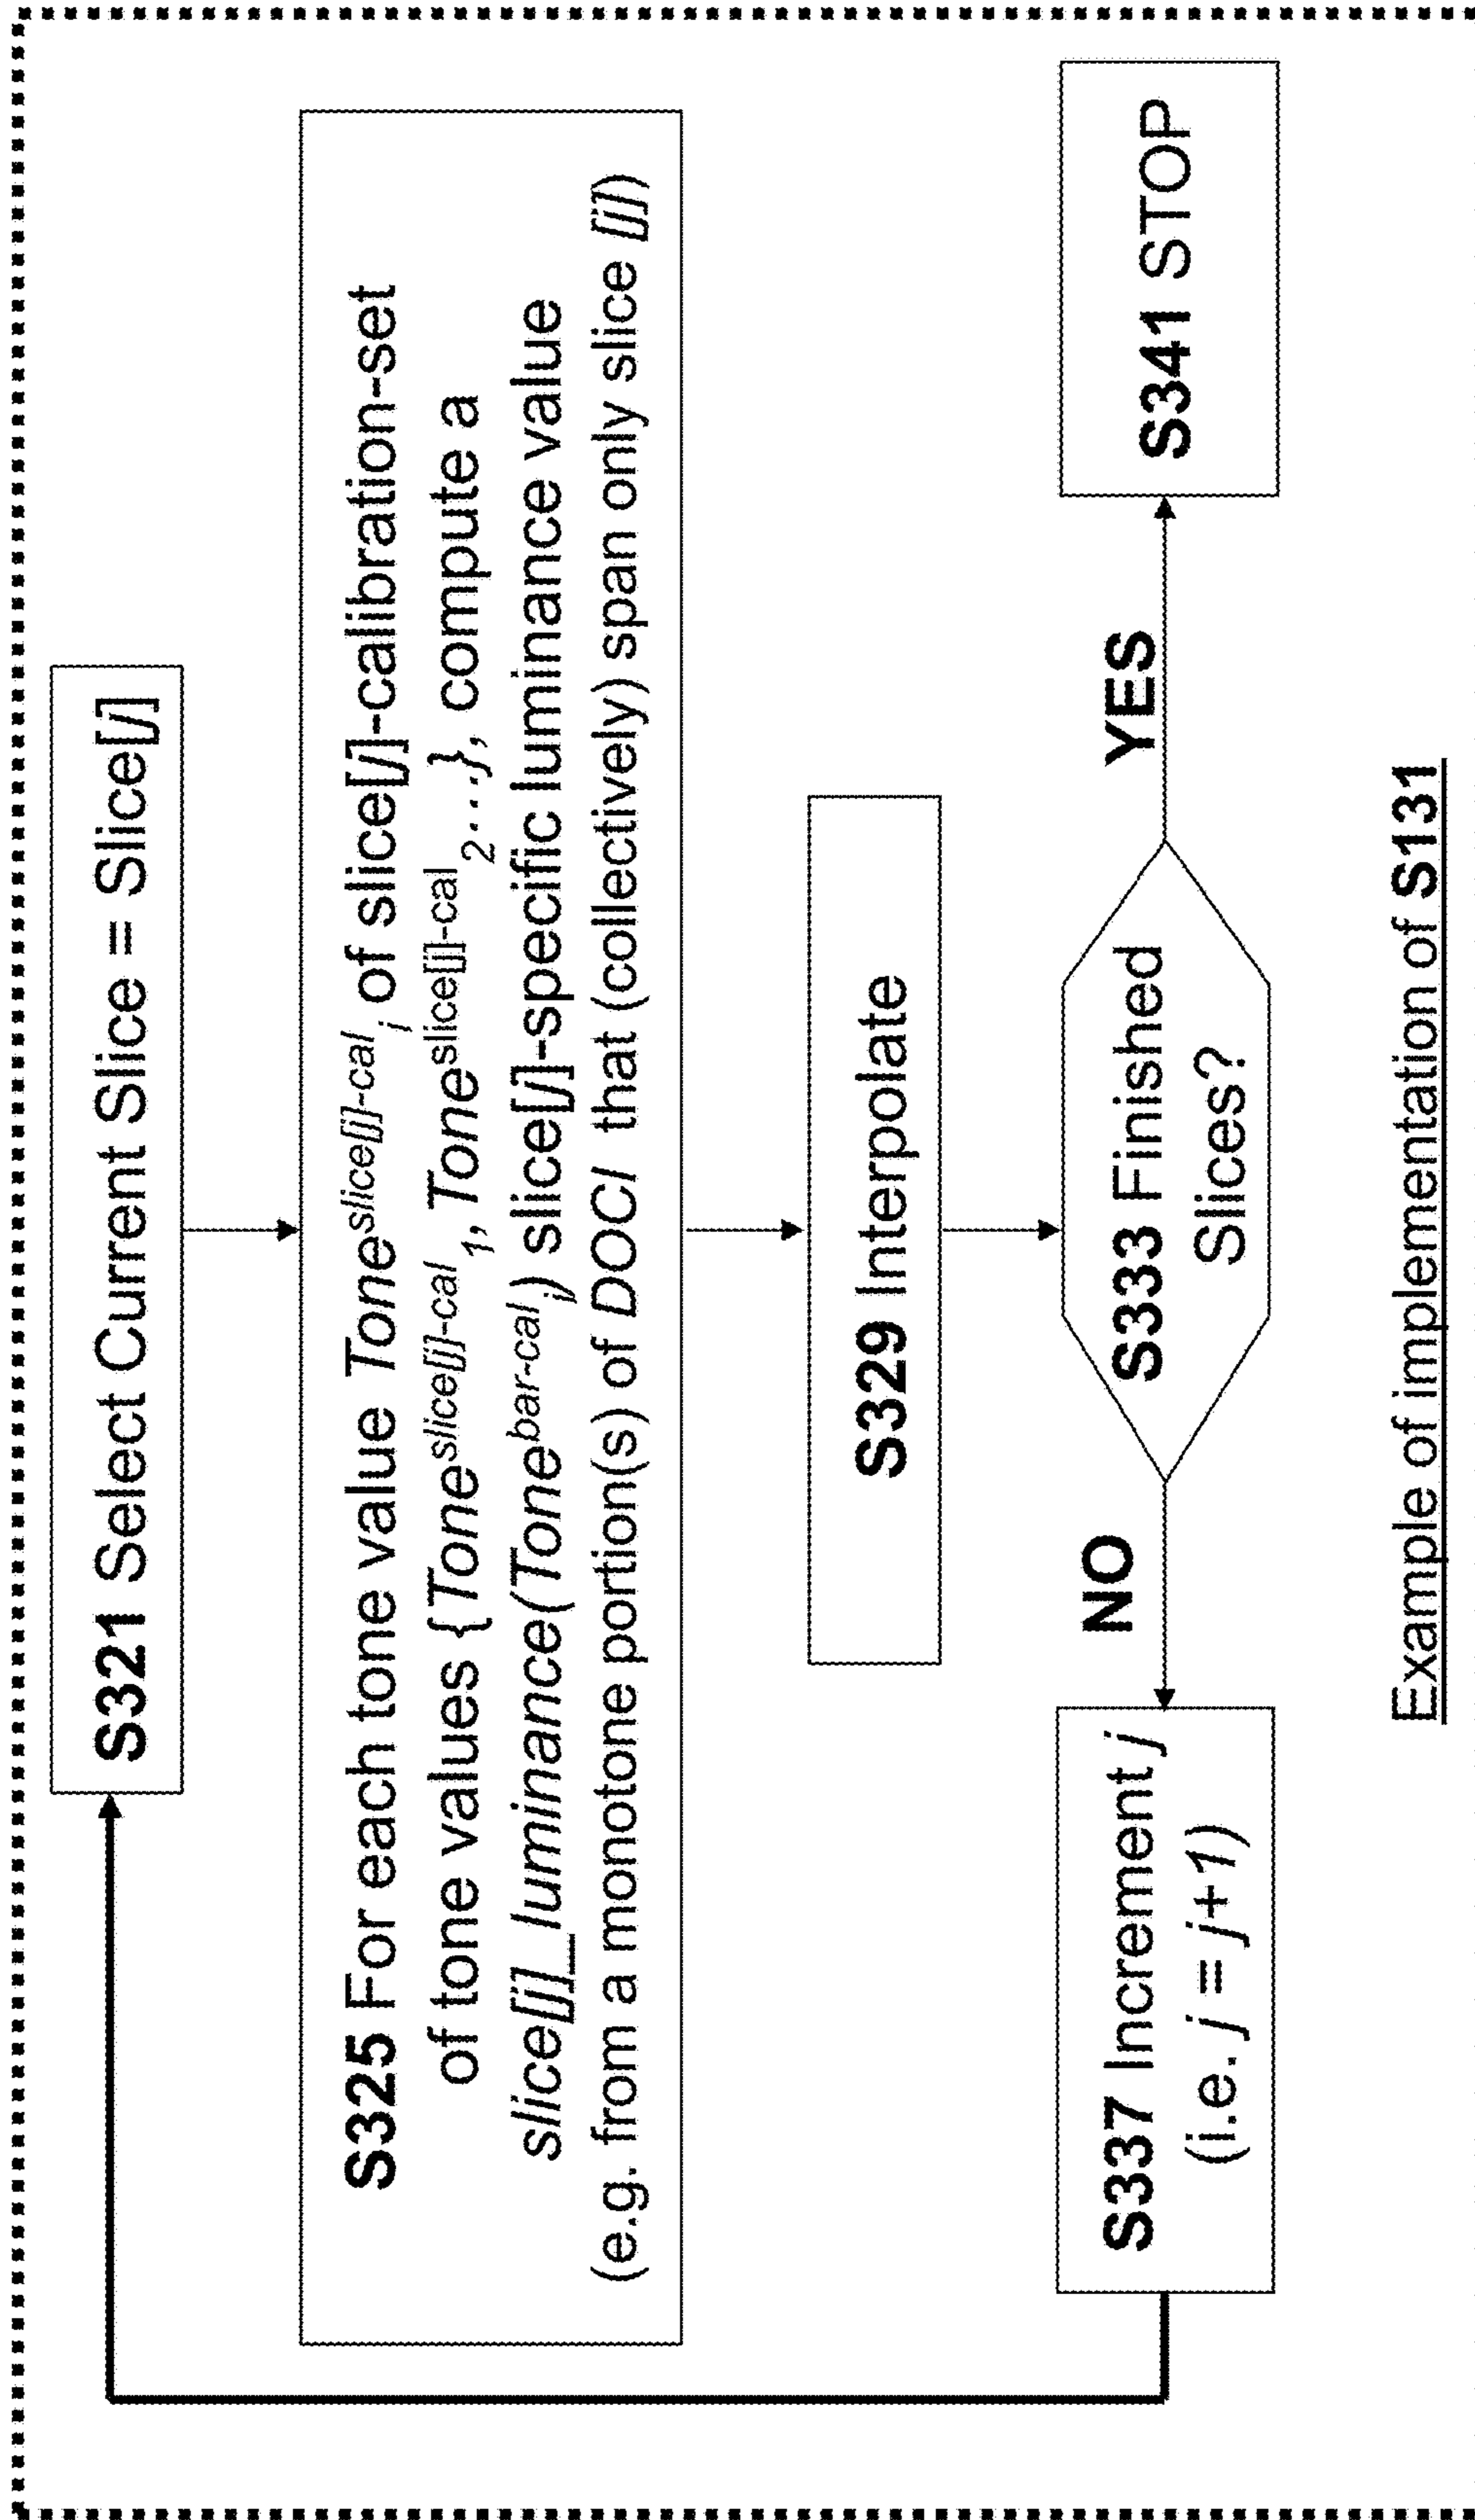 S321 Select Current Slice = Slice[j]
S325 For each tone value Tone^slice[j]-cal_i of slice[j]-calibration-set
of tone values {Tone^slice[j]-cal_1, Tone^slice[j]-cal_2...}, compute a
slice[j]_luminance(Tone^bar-cal_i) slice[j]-specific luminance value
(e.g. from a monotone portion(s) of DOCI that (collectively) span only slice [j])
S329 Interpolate
S333 Finished
Slices?
NO
YES
S337 Increment j
(i.e. j = j+1)
S341 STOP
Example of implementation of S131